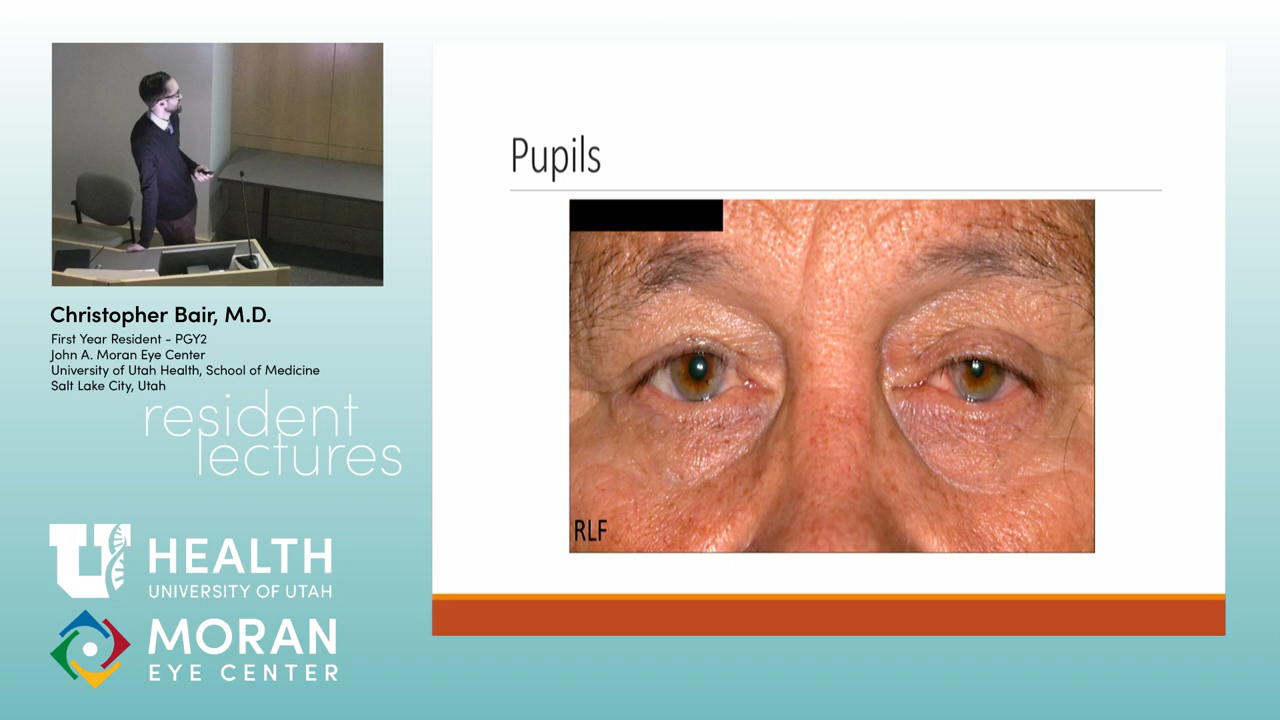 Pupils
RLF
Christopher Bair, M.D.
First Year Resident - PGY2
John A. Moran Eye Center
University of Utah Health, School of Medicine
Salt Lake City, Utah
resident
lectures
U
HEALTH
UNIVERSITY OF UTAH
MORAN
EYE CENTER